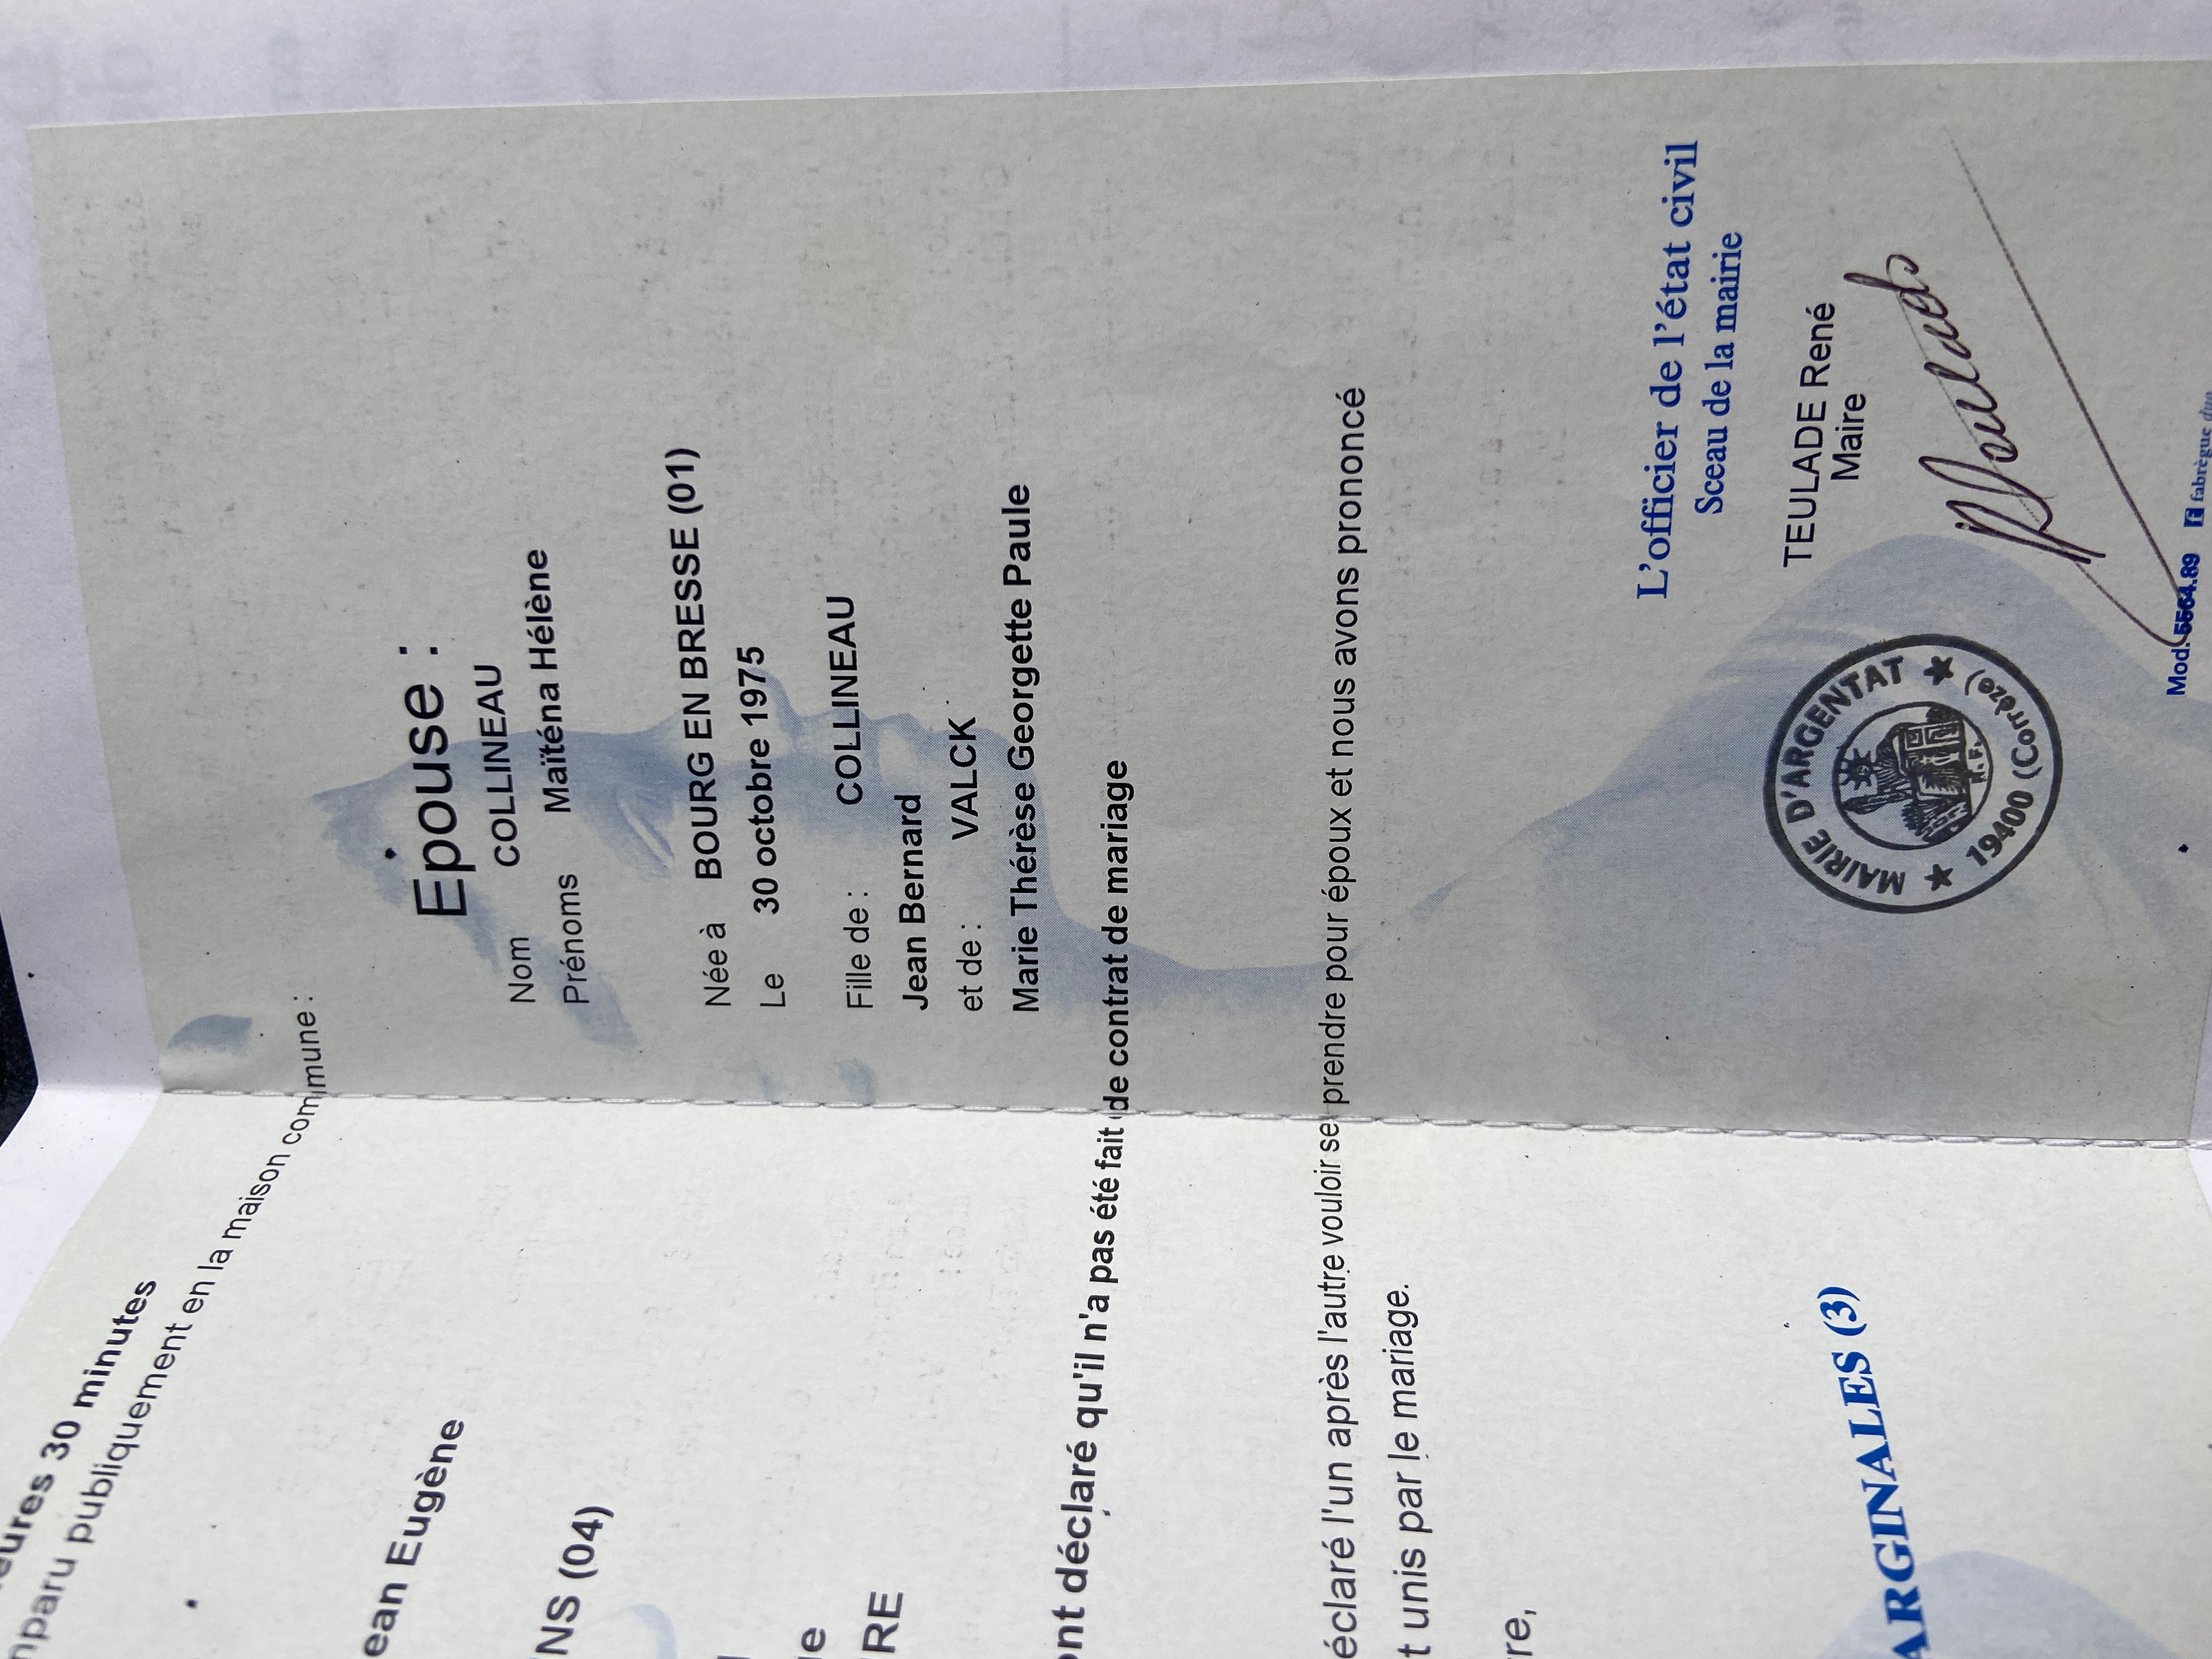 eures 30 minutes
mparu publiquement en la maison commune :
ean Eugène
NS (04)
RE
Epouse :
Nom COLLINEAU
Prénoms Maïténa Hélène
Née à BOURG EN BRESSE (01)
Le 30 octobre 1975
Fille de : COLLINEAU
Jean Bernard
et de : VALCK
Marie Thérèse Georgette Paule
ont déclaré qu'il n'a pas été fait de contrat de mariage
éclaré l'un après l'autre vouloir se prendre pour époux et nous avons prononcé
t unis par le mariage.
re,
L'officier de l'état civil
Sceau de la mairie
TEULADE René
Maire
MAIRIE D'ARGENTAT
19400 (Corrèze)
R.F.
ARGINALES (3)
Mod. 5564.89 fabrègue duo